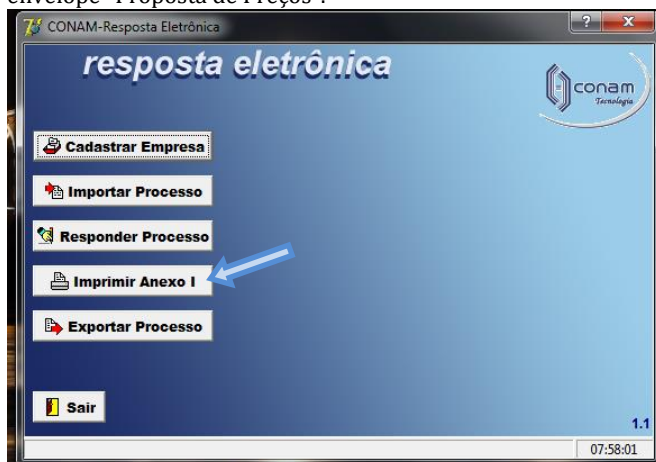 envelope "Proposta de Preços".
CONAM-Resposta Eletrônica
resposta eletrônica
conam
Tecnologia
Cadastrar Empresa
Importar Processo
Responder Processo
Imprimir Anexo I
Exportar Processo
Sair
1.1
07:58:01